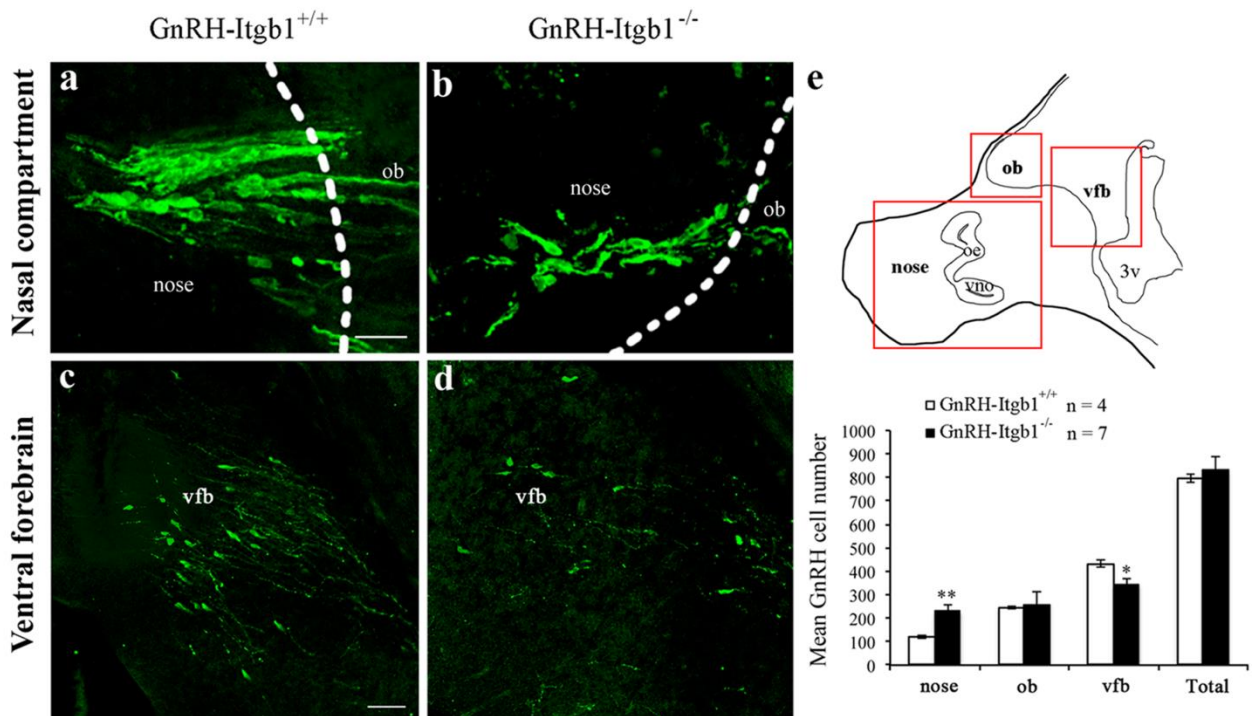 GnRH-Itgb1+/+
GnRH-Itgb1-/-
Nasal compartment
a
ob
nose
b
nose
ob
Ventral forebrain
c
vfb
d
vfb
e
ob
vfb
nose
oe
vno
3v
GnRH-Itgb1+/+ n = 4
GnRH-Itgb1-/- n = 7
Mean GnRH cell number
1000
900
800
700
600
500
400
300
200
100
0
**
*
nose ob vfb Total